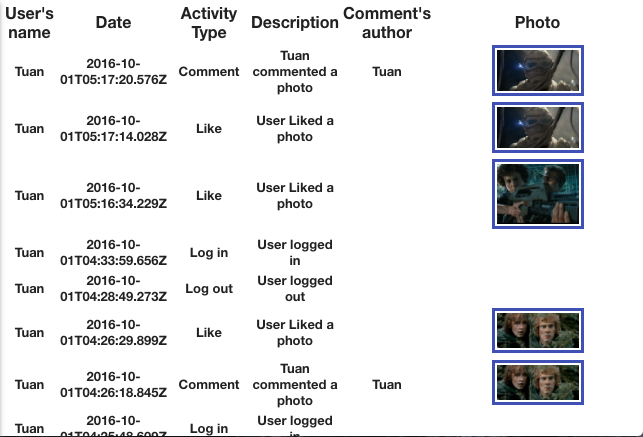 User's name Date Activity Type Description Comment's author Photo
Tuan 2016-10-01T05:17:20.576Z Comment Tuan commented a photo Tuan
Tuan 2016-10-01T05:17:14.028Z Like User Liked a photo
Tuan 2016-10-01T05:16:34.229Z Like User Liked a photo
Tuan 2016-10-01T04:33:59.656Z Log in User logged in
Tuan 2016-10-01T04:28:49.273Z Log out User logged out
Tuan 2016-10-01T04:26:29.899Z Like User Liked a photo
Tuan 2016-10-01T04:26:18.845Z Comment Tuan commented a photo Tuan
Tuan 2016-10-01T04:25:48.609Z Log in User logged in